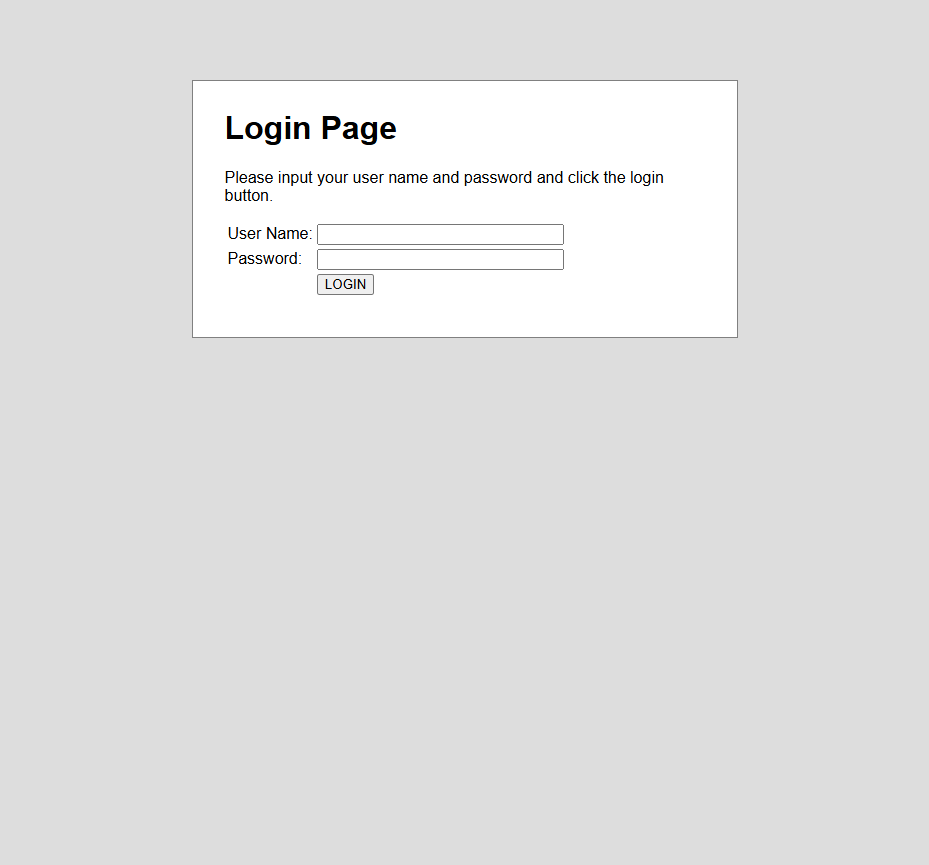 Login Page
Please input your user name and password and click the login
button.
User Name:
Password:
LOGIN